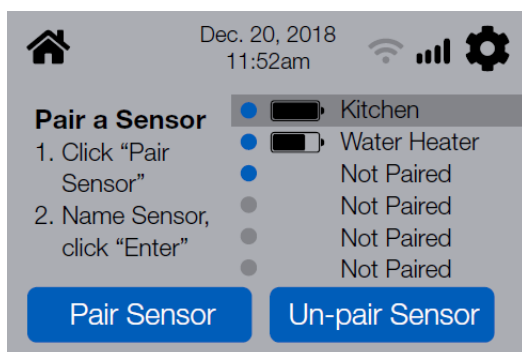 Dec. 20, 2018
11:52am
Pair a Sensor
1. Click “Pair
Sensor”
2. Name Sensor,
click “Enter”
Kitchen
Water Heater
Not Paired
Not Paired
Not Paired
Not Paired
Pair Sensor
Un-pair Sensor